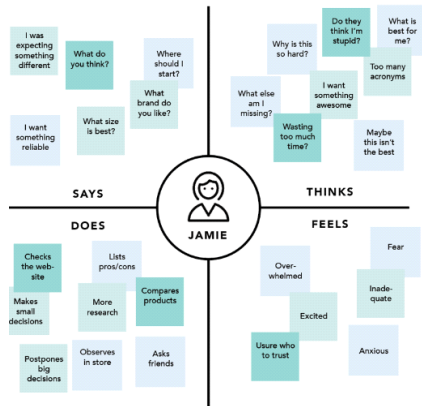 I was
expecting
something
different
What do
you think?
Where
should I
start?
What
brand do
you like?
What size
is best?
I want
something
reliable
SAYS
Do they
think I'm
stupid?
What is
best for
me?
Why is this
so hard?
Too many
acronyms
What else
am I
missing?
I want
something
awesome
Wasting
too much
time?
Maybe
this isn't
the best
THINKS
JAMIE
DOES
Checks
the web-
site
Lists
pros/cons
Compares
products
Makes
small
decisions
More
research
Postpones
big
decisions
Observes
in store
Asks
friends
FEELS
Fear
Over-
whelmed
Inade-
quate
Excited
Usure who
to trust
Anxious